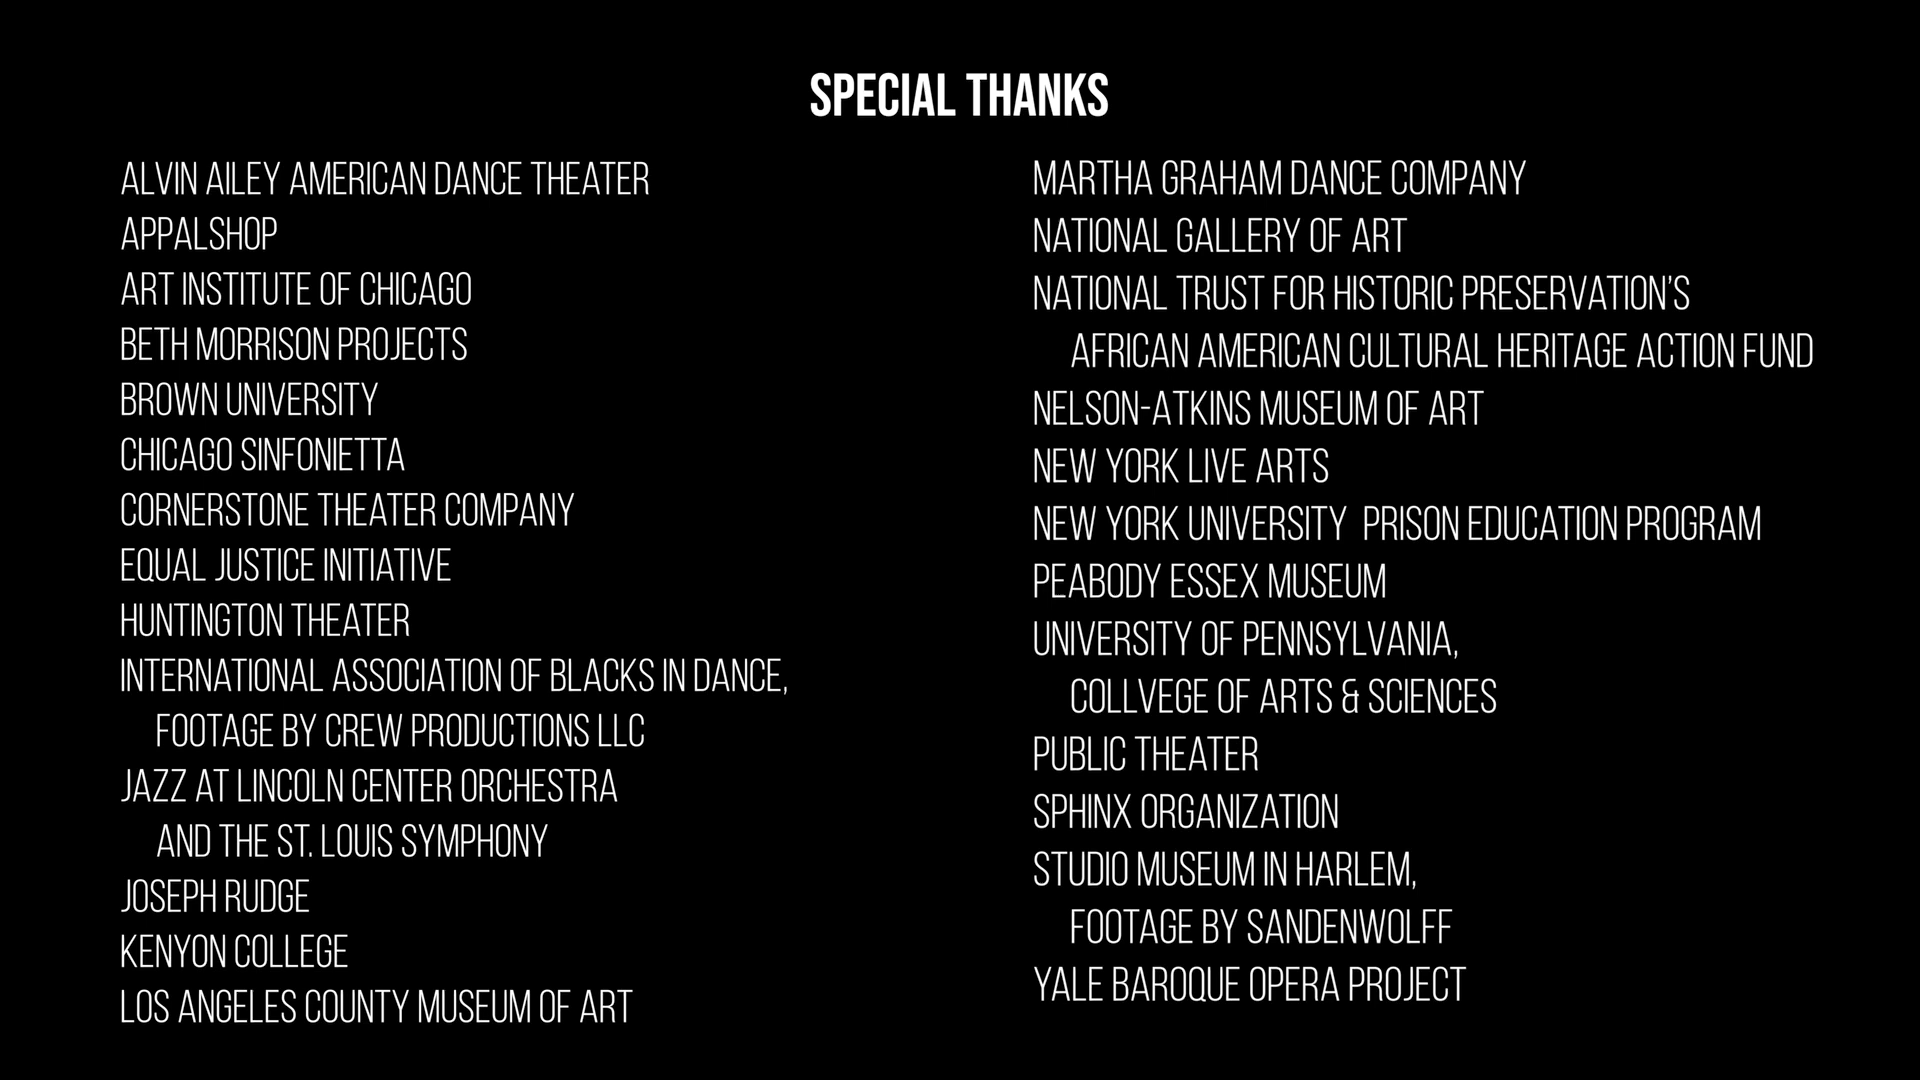 SPECIAL THANKS
ALVIN AILEY AMERICAN DANCE THEATER
APPALSHOP
ART INSTITUTE OF CHICAGO
BETH MORRISON PROJECTS
BROWN UNIVERSITY
CHICAGO SINFONIETTA
CORNERSTONE THEATER COMPANY
EQUAL JUSTICE INITIATIVE
HUNTINGTON THEATER
INTERNATIONAL ASSOCIATION OF BLACKS IN DANCE,
FOOTAGE BY CREW PRODUCTIONS LLC
JAZZ AT LINCOLN CENTER ORCHESTRA
AND THE ST. LOUIS SYMPHONY
JOSEPH RUDGE
KENYON COLLEGE
LOS ANGELES COUNTY MUSEUM OF ART
MARTHA GRAHAM DANCE COMPANY
NATIONAL GALLERY OF ART
NATIONAL TRUST FOR HISTORIC PRESERVATION'S
AFRICAN AMERICAN CULTURAL HERITAGE ACTION FUND
NELSON-ATKINS MUSEUM OF ART
NEW YORK LIVE ARTS
NEW YORK UNIVERSITY  PRISON EDUCATION PROGRAM
PEABODY ESSEX MUSEUM
UNIVERSITY OF PENNSYLVANIA,
COLLVEGE OF ARTS & SCIENCES
PUBLIC THEATER
SPHINX ORGANIZATION
STUDIO MUSEUM IN HARLEM,
FOOTAGE BY SANDENWOLFF
YALE BAROQUE OPERA PROJECT